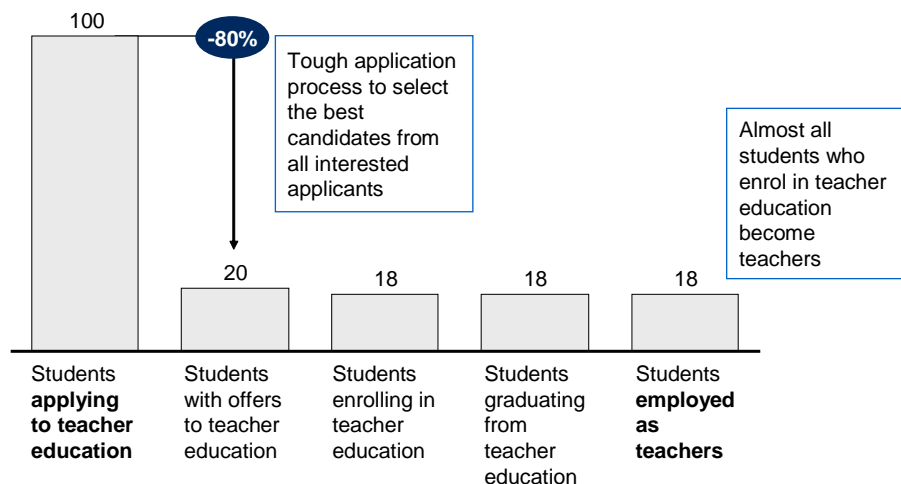 100
-80%
Tough application
process to select
the best
candidates from
all interested
applicants
Almost all
students who
enrol in teacher
education
become
teachers
20
18
18
18
Students
applying
to teacher
education
Students
with offers
to teacher
education
Students
enrolling in
teacher
education
Students
graduating
from
teacher
education
Students
employed
as
teachers